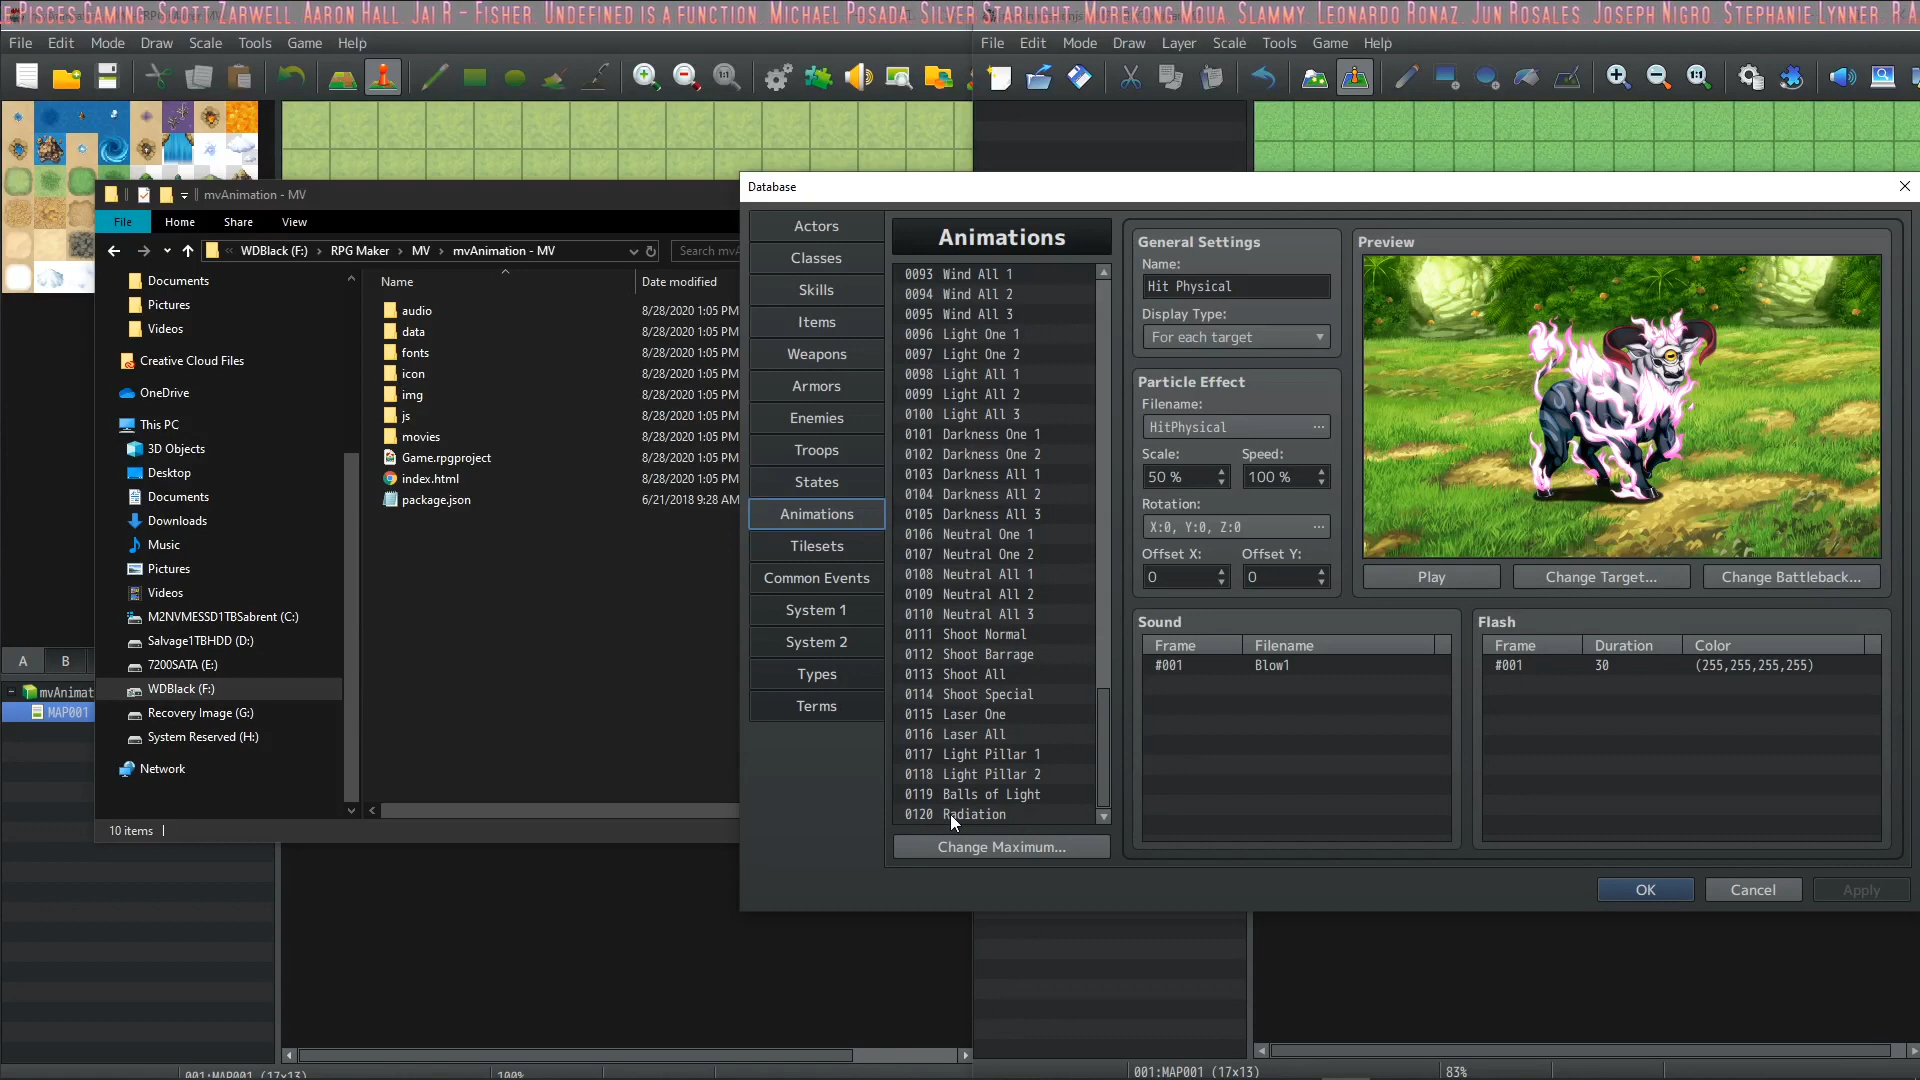 Pisces Gaming. Scott Zarwell. Aaron Hall. Jai R - Fisher. Undefined is a function. Michael Posada. Silver Starlight. Morekong Moua. Slammy. Leonardo Ronaz. Jun Rosales. Joseph Nigro. Stephanie Lynner. Ra
File Edit Mode Draw Scale Tools Game Help
File Edit Mode Draw Layer Scale Tools Game Help
mvAnimation - MV
File Home Share View
WDBlack (F:) RPG Maker MV mvAnimation - MV
Search mvA
Documents
Pictures
Videos
Creative Cloud Files
OneDrive
This PC
3D Objects
Desktop
Documents
Downloads
Music
Pictures
Videos
M2NVMESSD1TBSabrent (C:)
Salvage1TBHDD (D:)
7200SATA (E:)
WDBlack (F:)
Recovery Image (G:)
System Reserved (H:)
Network
Name Date modified
audio 8/28/2020 1:05 PM
data 8/28/2020 1:05 PM
fonts 8/28/2020 1:05 PM
icon 8/28/2020 1:05 PM
img 8/28/2020 1:05 PM
js 8/28/2020 1:05 PM
movies 8/28/2020 1:05 PM
Game.rpgproject 8/28/2020 1:05 PM
index.html 8/28/2020 1:05 PM
package.json 6/21/2018 9:28 AM
10 items
A B
mvAnimat
MAP001
Database
Actors
Classes
Skills
Items
Weapons
Armors
Enemies
Troops
States
Animations
Tilesets
Common Events
System 1
System 2
Types
Terms
Animations
0093 Wind All 1
0094 Wind All 2
0095 Wind All 3
0096 Light One 1
0097 Light One 2
0098 Light All 1
0099 Light All 2
0100 Light All 3
0101 Darkness One 1
0102 Darkness One 2
0103 Darkness All 1
0104 Darkness All 2
0105 Darkness All 3
0106 Neutral One 1
0107 Neutral One 2
0108 Neutral All 1
0109 Neutral All 2
0110 Neutral All 3
0111 Shoot Normal
0112 Shoot Barrage
0113 Shoot All
0114 Shoot Special
0115 Laser One
0116 Laser All
0117 Light Pillar 1
0118 Light Pillar 2
0119 Balls of Light
0120 Radiation
Change Maximum...
General Settings
Name:
Hit Physical
Display Type:
For each target
Particle Effect
Filename:
HitPhysical ...
Scale: Speed:
50 % 100 %
Rotation:
X:0, Y:0, Z:0 ...
Offset X: Offset Y:
0 0
Preview
Play Change Target... Change Battleback...
Sound
Frame Filename
#001 Blow1
Flash
Frame Duration Color
#001 30 (255,255,255,255)
OK Cancel Apply
001:MAP001 (17x13) 100%
001:MAP001 (17x13) 83%